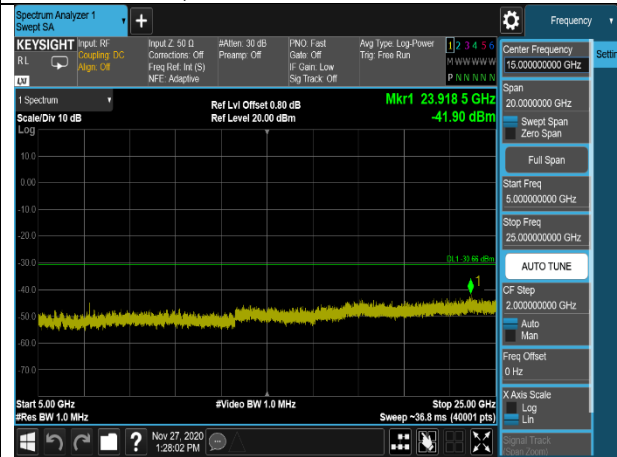 Spectrum Analyzer 1
Swept SA
+
Frequency
KEYSIGHT
RL
LXI
Input: RF
Coupling: DC
Align: Off
Input Z: 50 Ω
Corrections: Off
Freq Ref: Int (S)
NFE: Adaptive
#Atten: 30 dB
Preamp: Off
PNO: Fast
Gate: Off
IF Gain: Low
Sig Track: Off
Avg Type: Log-Power
Trig: Free Run
1 2 3 4 5 6
M W W W W W
P N N N N N
1 Spectrum
Scale/Div 10 dB
Log
Ref Lvl Offset 0.80 dB
Ref Level 20.00 dBm
Mkr1 23.918 5 GHz
-41.90 dBm
10.0
0.00
-10.0
-20.0
-30.0
-40.0
-50.0
-60.0
-70.0
DL1 -30.66 dBm
1
Start 5.00 GHz
#Res BW 1.0 MHz
#Video BW 1.0 MHz
Stop 25.00 GHz
Sweep ~36.8 ms (40001 pts)
Center Frequency
15.000000000 GHz
Settin
Span
20.0000000 GHz
Swept Span
Zero Span
Full Span
Start Freq
5.000000000 GHz
Stop Freq
25.000000000 GHz
AUTO TUNE
CF Step
2.000000000 GHz
Auto
Man
Freq Offset
0 Hz
X Axis Scale
Log
Lin
Signal Track
(Span Zoom)
?
Nov 27, 2020
1:28:02 PM